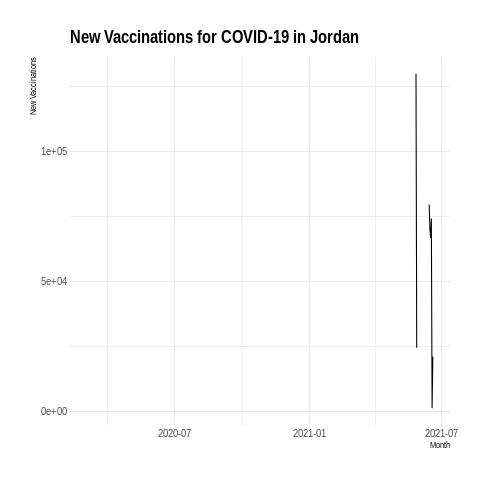 New Vaccinations for COVID-19 in Jordan
New Vaccinations
1e+05
5e+04
0e+00
2020-07
2021-01
2021-07
Month